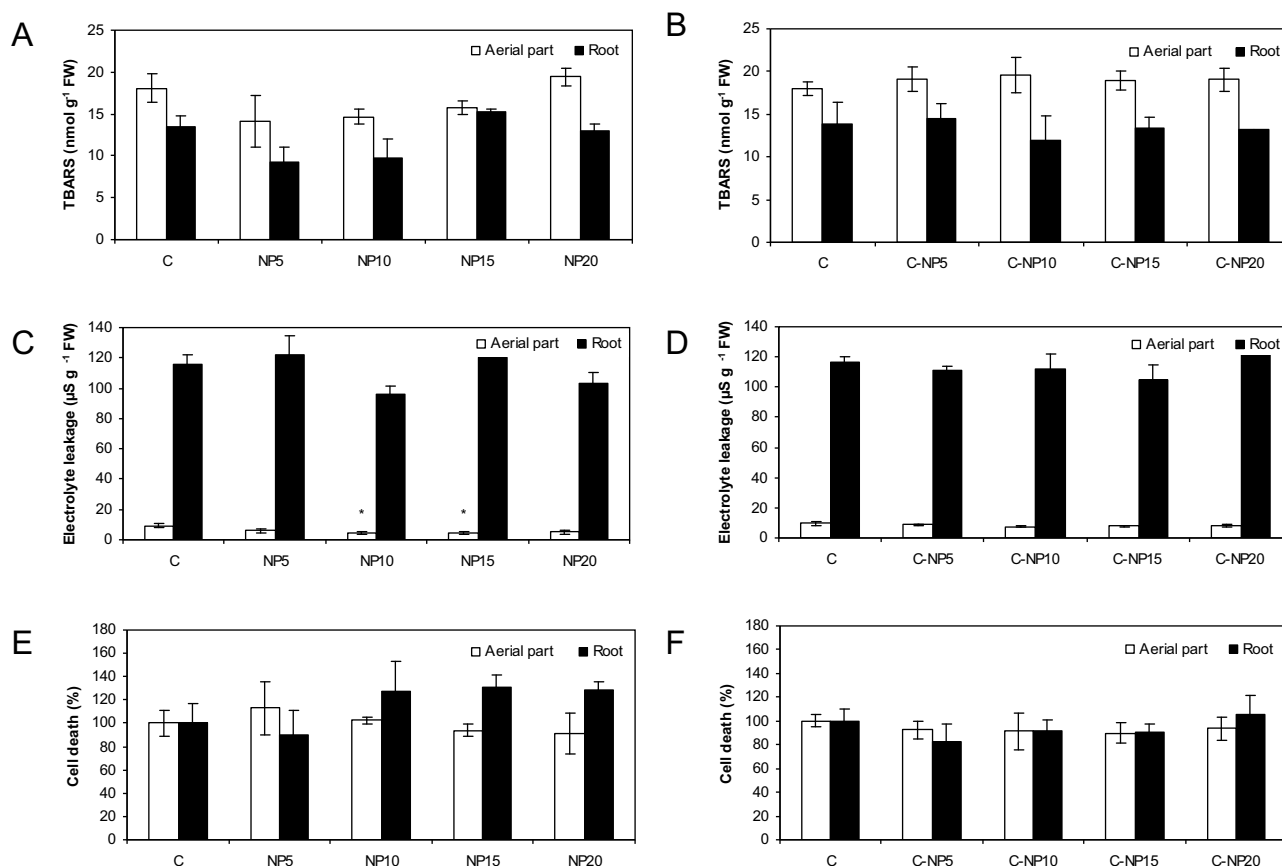 A
TBARS (nmol g-1 FW)
25
20
15
10
5
0
Aerial part Root
C NP5 NP10 NP15 NP20
B
TBARS (nmol g-1 FW)
25
20
15
10
5
0
Aerial part Root
C C-NP5 C-NP10 C-NP15 C-NP20
C
Electrolyte leakage (µS g -1 FW)
140
120
100
80
60
40
20
0
Aerial part Root
* *
C NP5 NP10 NP15 NP20
D
Electrolyte leakage (µS g -1 FW)
140
120
100
80
60
40
20
0
Aerial part Root
C C-NP5 C-NP10 C-NP15 C-NP20
E
Cell death (%)
180
160
140
120
100
80
60
40
20
0
Aerial part Root
C NP5 NP10 NP15 NP20
F
Cell death (%)
180
160
140
120
100
80
60
40
20
0
Aerial part Root
C C-NP5 C-NP10 C-NP15 C-NP20